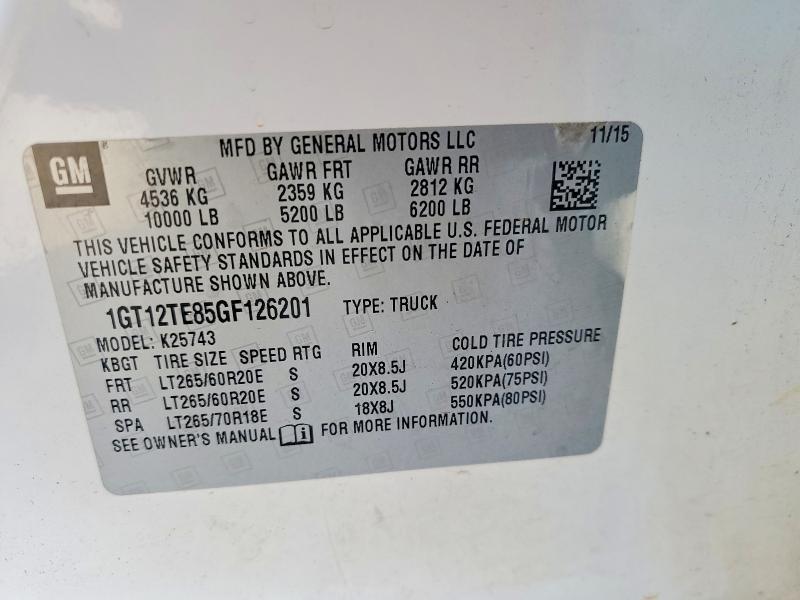 GM
MFD BY GENERAL MOTORS LLC 11/15
GVWR GAWR FRT GAWR RR
4536 KG 2359 KG 2812 KG
10000 LB 5200 LB 6200 LB
THIS VEHICLE CONFORMS TO ALL APPLICABLE U.S. FEDERAL MOTOR
VEHICLE SAFETY STANDARDS IN EFFECT ON THE DATE OF
MANUFACTURE SHOWN ABOVE.
1GT12TE85GF126201 TYPE: TRUCK
MODEL: K25743
KBGT TIRE SIZE SPEED RTG RIM COLD TIRE PRESSURE
FRT LT265/60R20E S 20X8.5J 420KPA(60PSI)
RR LT265/60R20E S 20X8.5J 520KPA(75PSI)
SPA LT265/70R18E S 18X8J 550KPA(80PSI)
SEE OWNER'S MANUAL FOR MORE INFORMATION.